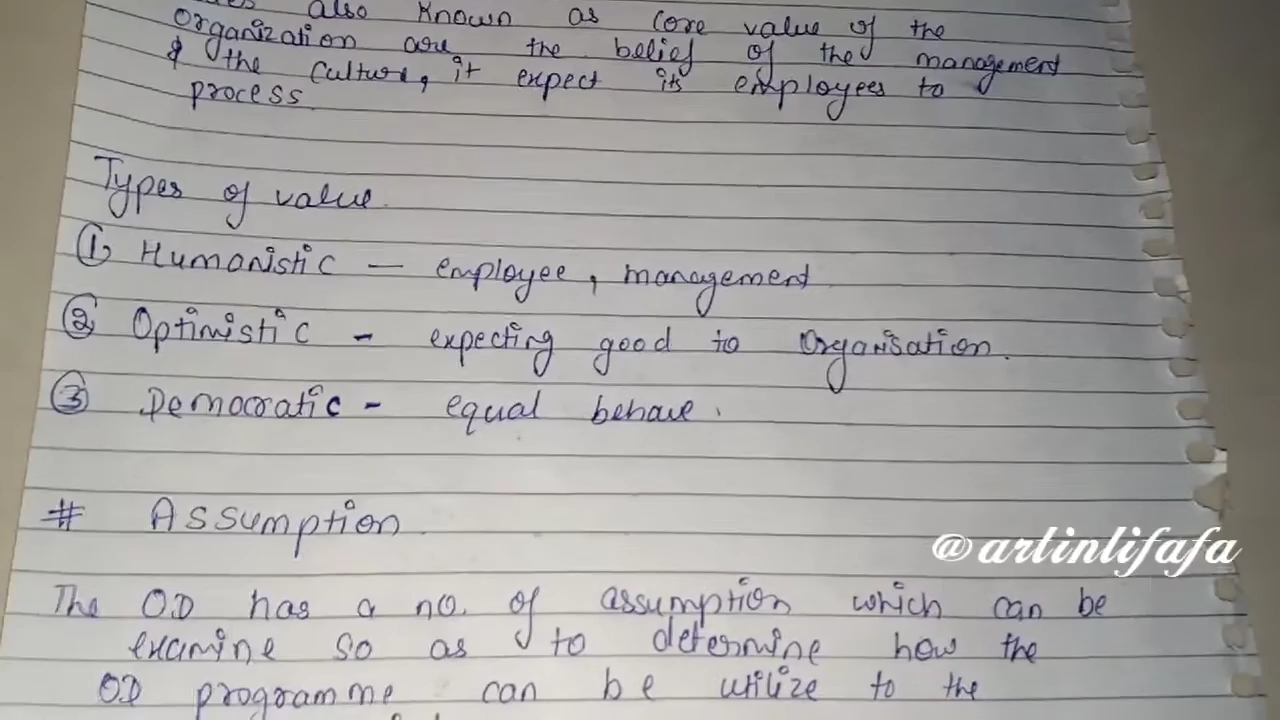 also known as core value of the
organization are the belief of the management
& the culture, it expect its employees to
process.
Types of value.
① Humanistic — employee, management
② Optimistic - expecting good to Organisation.
③ Democratic - equal behave.
# Assumption
@artinlifafa
The O.D has a no. of assumption which can be
examine so as to determine how the
OD programme can be utilize to the